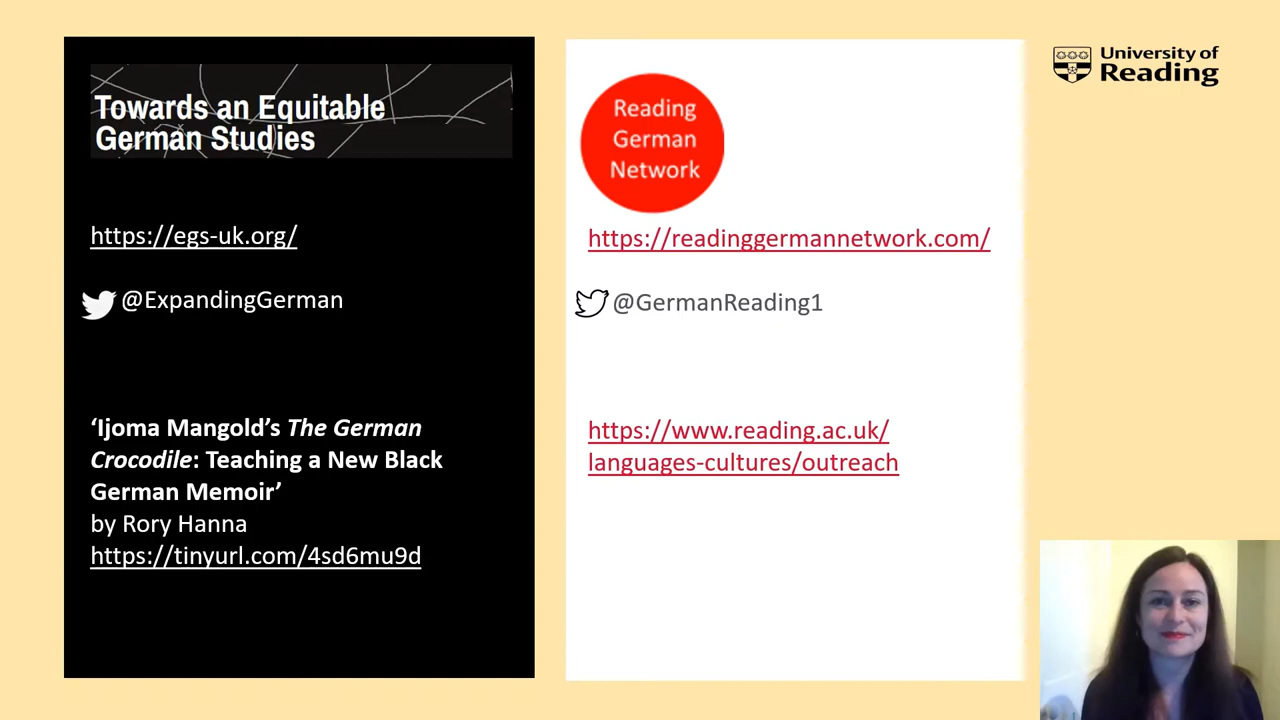 Towards an Equitable
German Studies
https://egs-uk.org/
@ExpandingGerman
‘Ijoma Mangold’s The German
Crocodile: Teaching a New Black
German Memoir’
by Rory Hanna
https://tinyurl.com/4sd6mu9d
Reading
German
Network
https://readinggermannetwork.com/
@GermanReading1
https://www.reading.ac.uk/
languages-cultures/outreach
University of
Reading